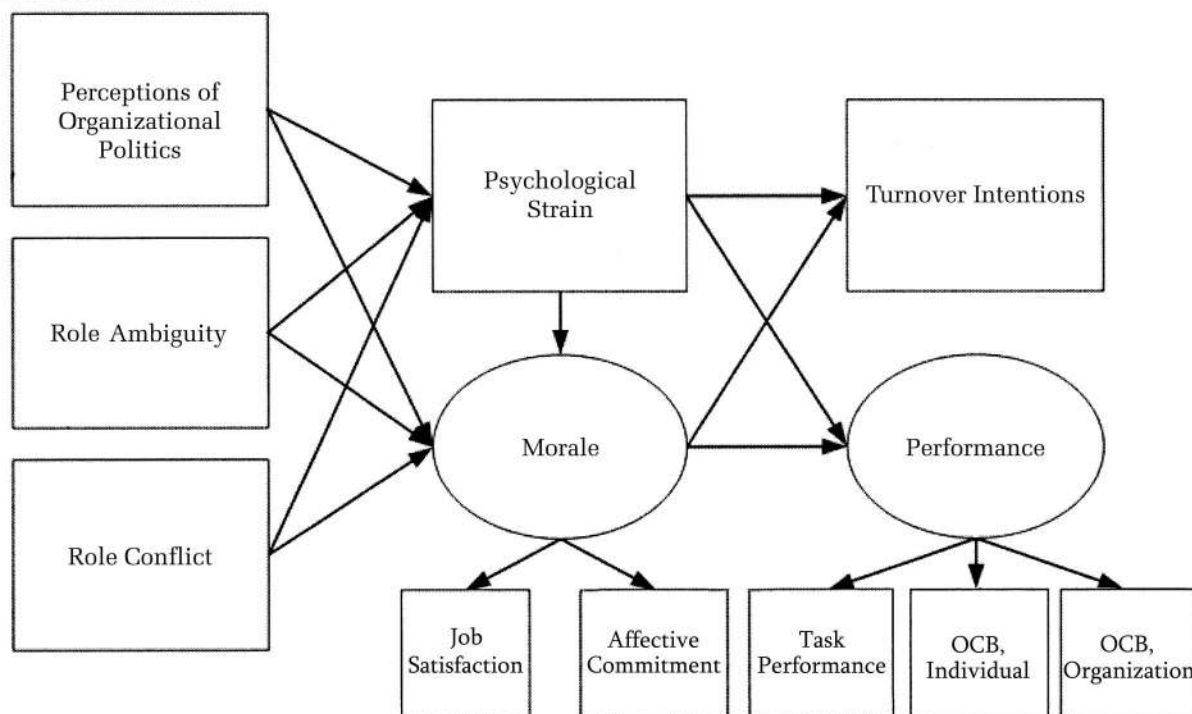 Perceptions of
Organizational
Politics
Psychological
Strain
Turnover Intentions
Role Ambiguity
Morale
Performance
Role Conflict
Job
Satisfaction
Affective
Commitment
Task
Performance
OCB,
Individual
OCB,
Organization